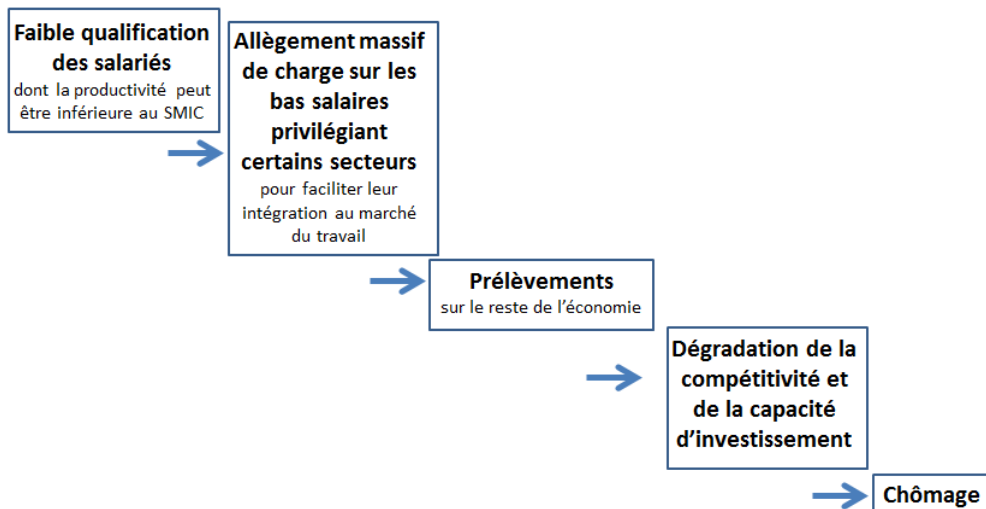 Faible qualification
des salariés
dont la productivité peut
être inférieure au SMIC
Allègement massif
de charge sur les
bas salaires
privilégiant
certains secteurs
pour faciliter leur
intégration au marché
du travail
Prélèvements
sur le reste de l'économie
Dégradation de la
compétitivité et
de la capacité
d'investissement
Chômage